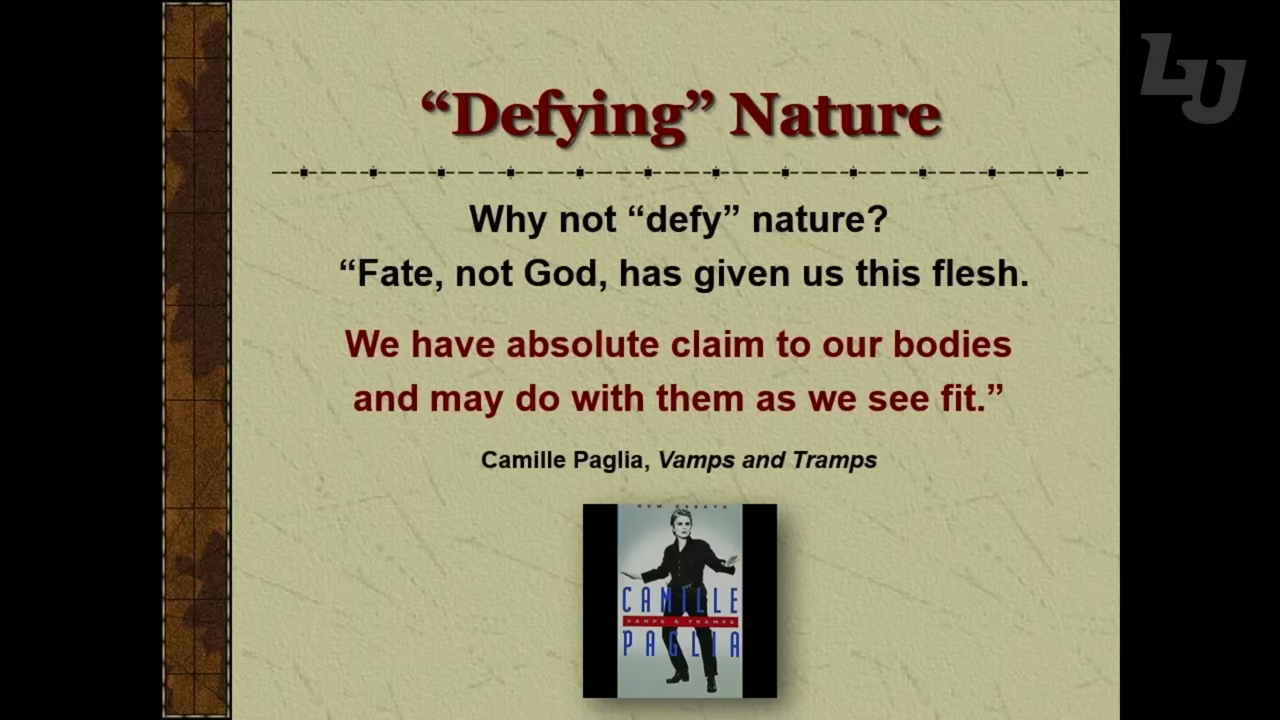 LU
“Defying” Nature
Why not “defy” nature?
“Fate, not God, has given us this flesh.
We have absolute claim to our bodies
and may do with them as we see fit.”
Camille Paglia, Vamps and Tramps
NEW ESSAYS
CAMILLE
VAMPS & TRAMPS
PAGLIA